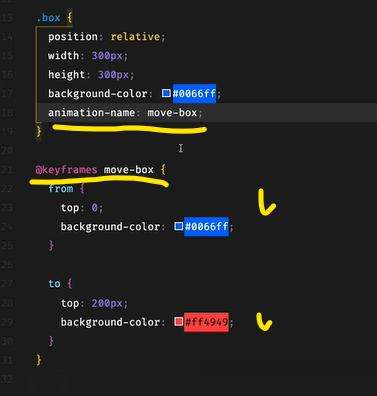 13 .box {
14 position: relative;
15 width: 300px;
16 height: 300px;
17 background-color: #0066ff;
18 animation-name: move-box;
19 }
20
21 @keyframes move-box {
22 from {
23 top: 0;
24 background-color: #0066ff;
25 }
26
27 to {
28 top: 200px;
29 background-color: #ff4949;
30 }
31 }
32